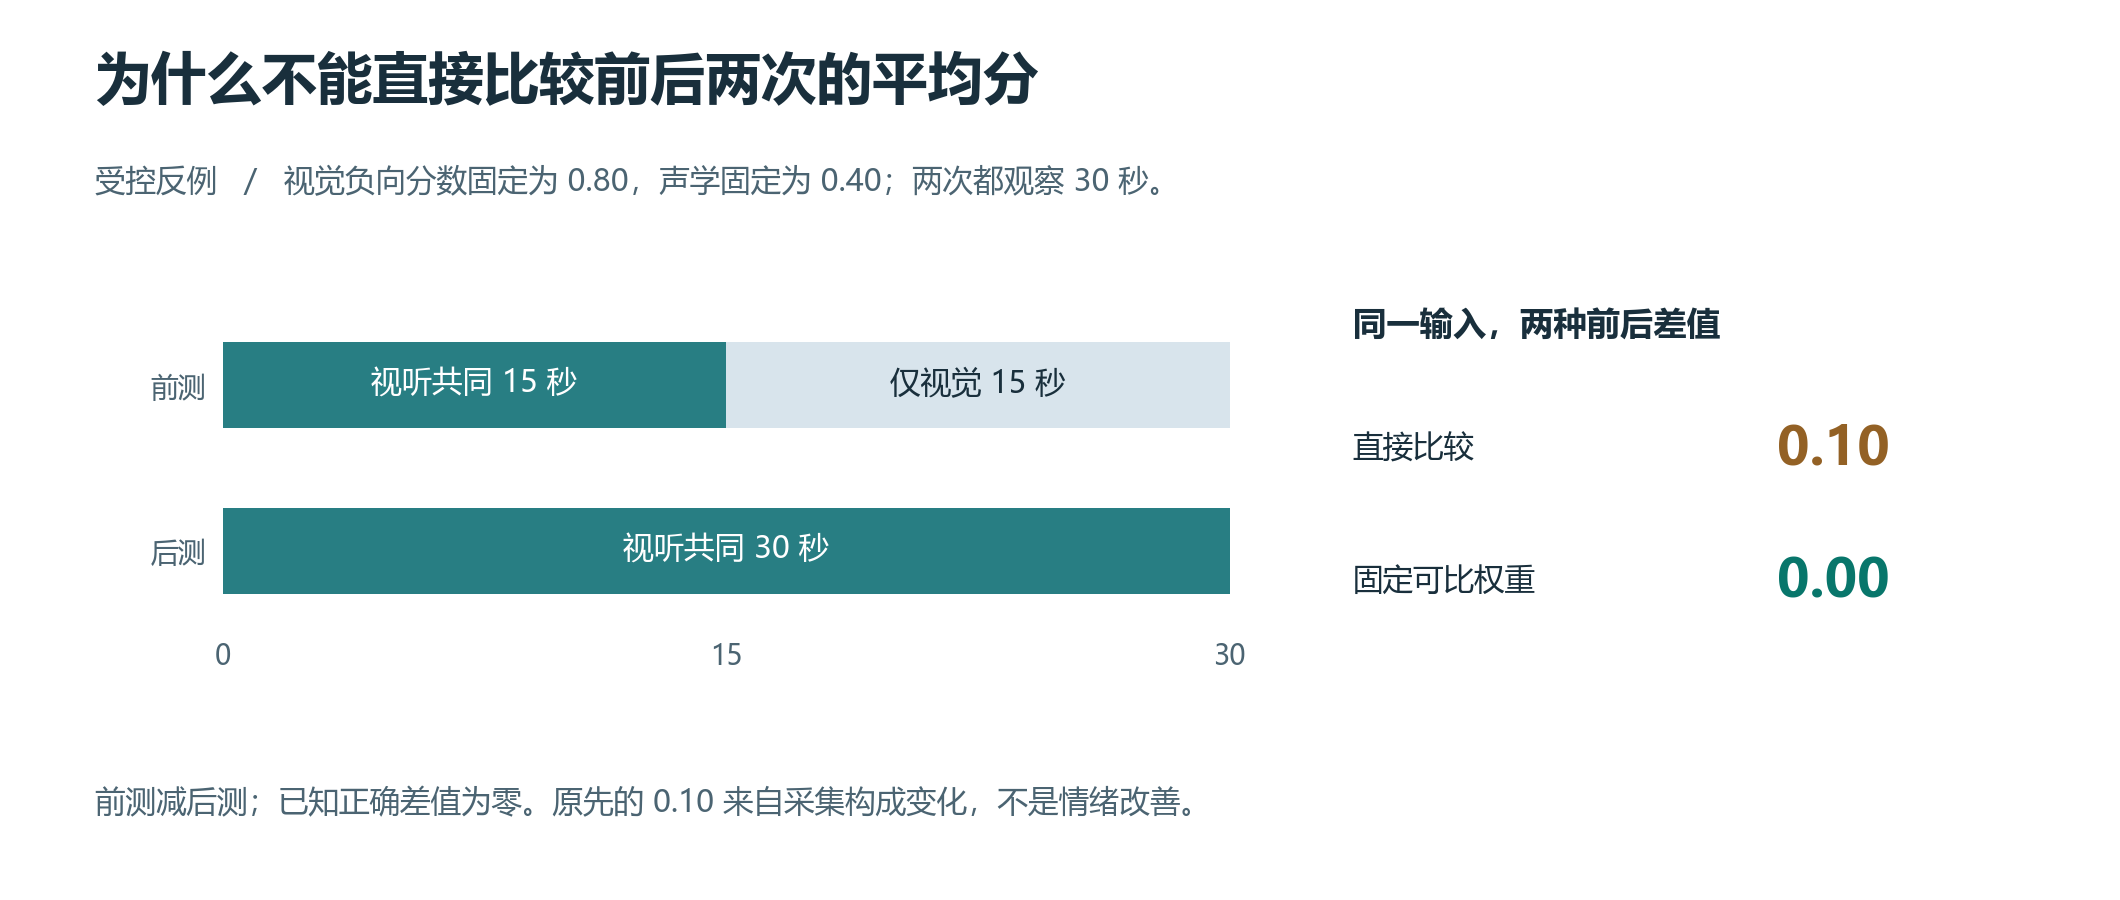 为什么不能直接比较前后两次的平均分
受控反例 / 视觉负向分数固定为 0.80，声学固定为 0.40；两次都观察 30 秒。
同一输入，两种前后差值
前测
视听共同 15 秒
仅视觉 15 秒
直接比较
0.10
后测
视听共同 30 秒
固定可比权重
0.00
0
15
30
前测减后测；已知正确差值为零。原先的 0.10 来自采集构成变化，不是情绪改善。